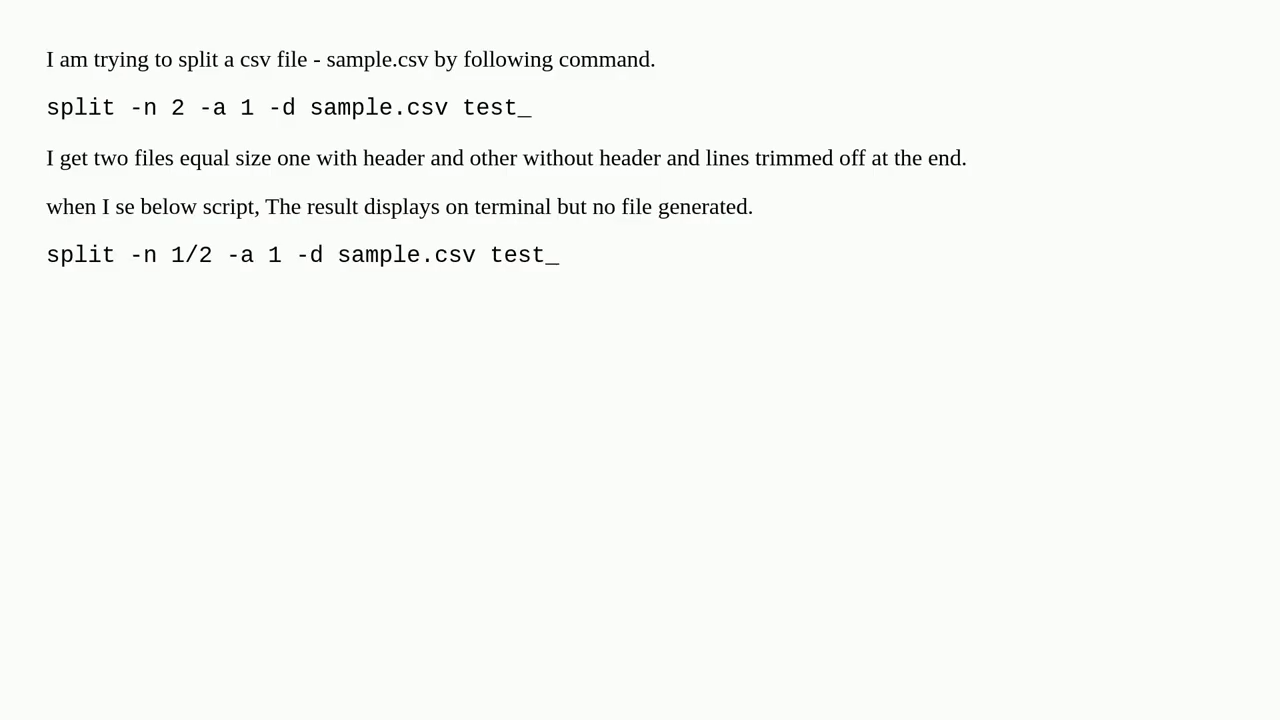 I am trying to split a csv file - sample.csv by following command.
split -n 2 -a 1 -d sample.csv test_
I get two files equal size one with header and other without header and lines trimmed off at the end.
when I se below script, The result displays on terminal but no file generated.
split -n 1/2 -a 1 -d sample.csv test_